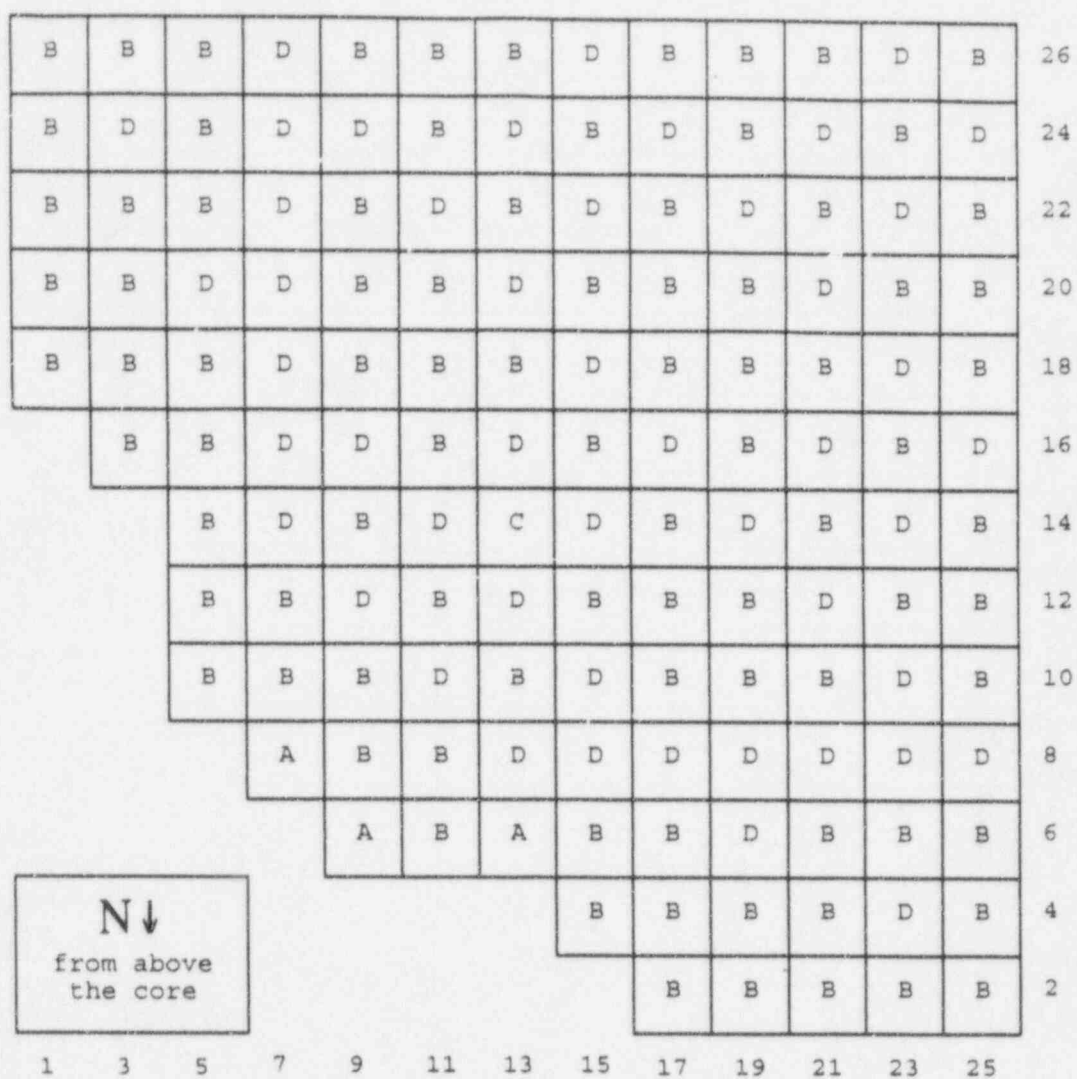 B B B D B B B D B B B D B 26
B D B D D B D B D B D B D 24
B B B D B D B D B D B D B 22
B B D D B B D B B B D B B 20
B B B D B B B D B B B D B 18
B B D D B D B D B D B D 16
B D B D C D B D B D B 14
B B D B D B B B D B B 12
B B B D B D B B B D B 10
A B B D D D D D D D 8
A B A B B D B B B 6
B B B B D B 4
B B B B B 2
N↓
from above
the core
1 3 5 7 9 11 13 15 17 19 21 23 25